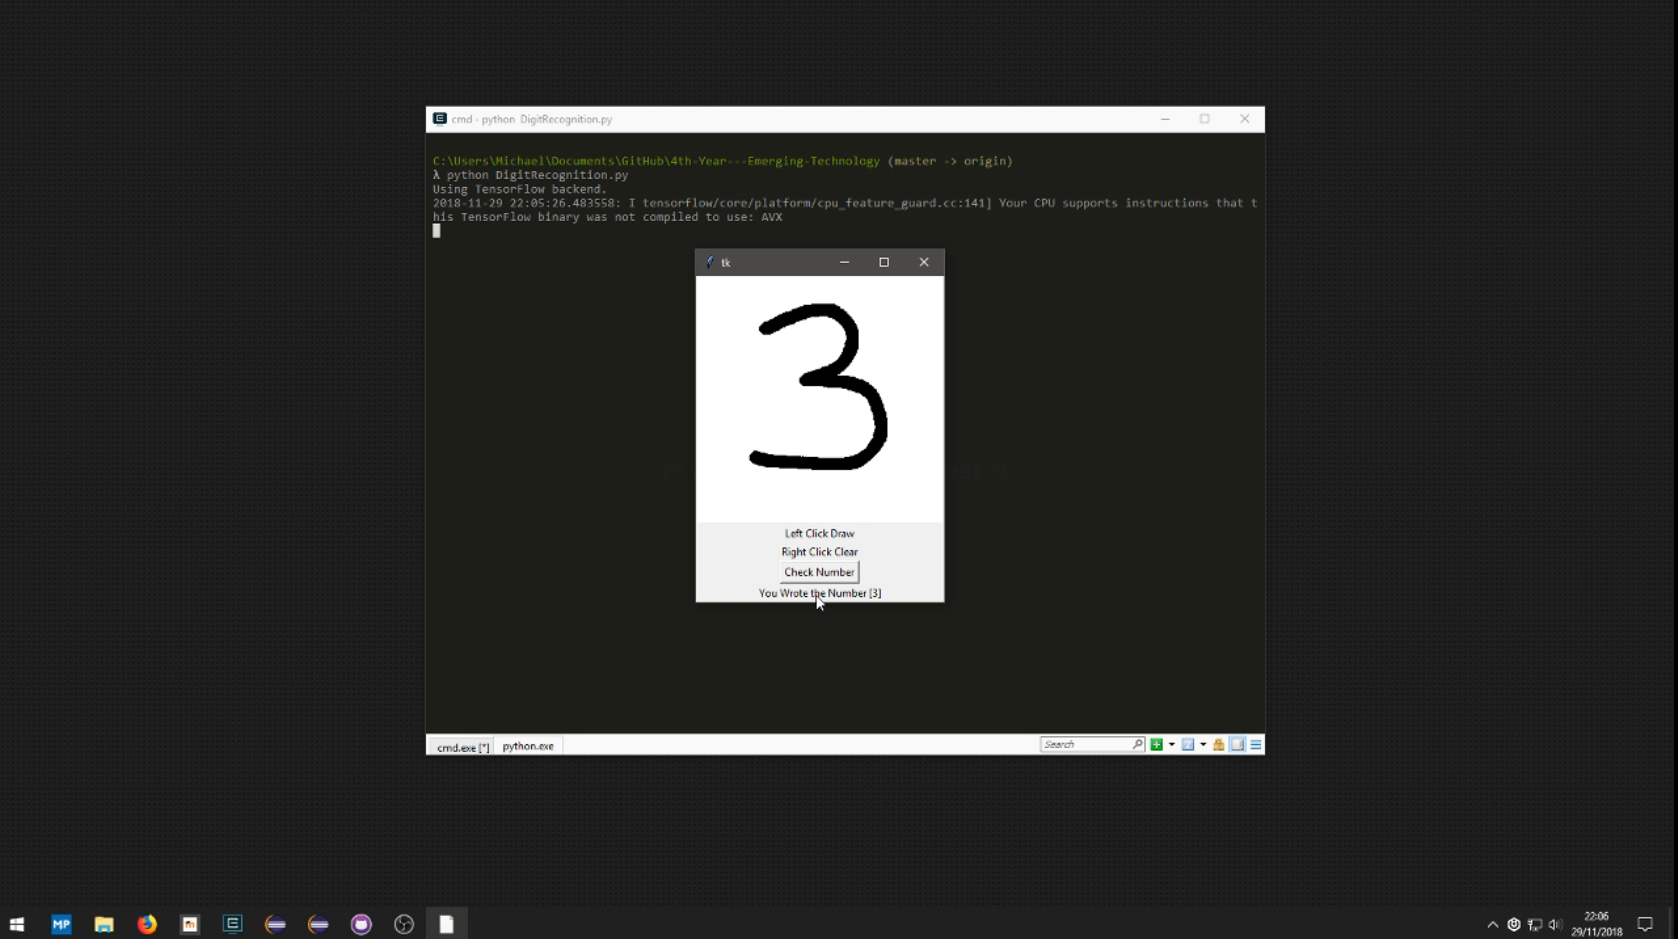 cmd - python DigitRecognition.py
C:\Users\Michael\Documents\GitHub\4th-Year---Emerging-Technology (master -> origin)
λ python DigitRecognition.py
Using TensorFlow backend.
2018-11-29 22:05:26.483558: I tensorflow/core/platform/cpu_feature_guard.cc:141] Your CPU supports instructions that t
his TensorFlow binary was not compiled to use: AVX
tk
3
Left Click Draw
Right Click Clear
Check Number
You Wrote the Number [3]
cmd.exe [*]
python.exe
Search
MP
22:06
29/11/2018